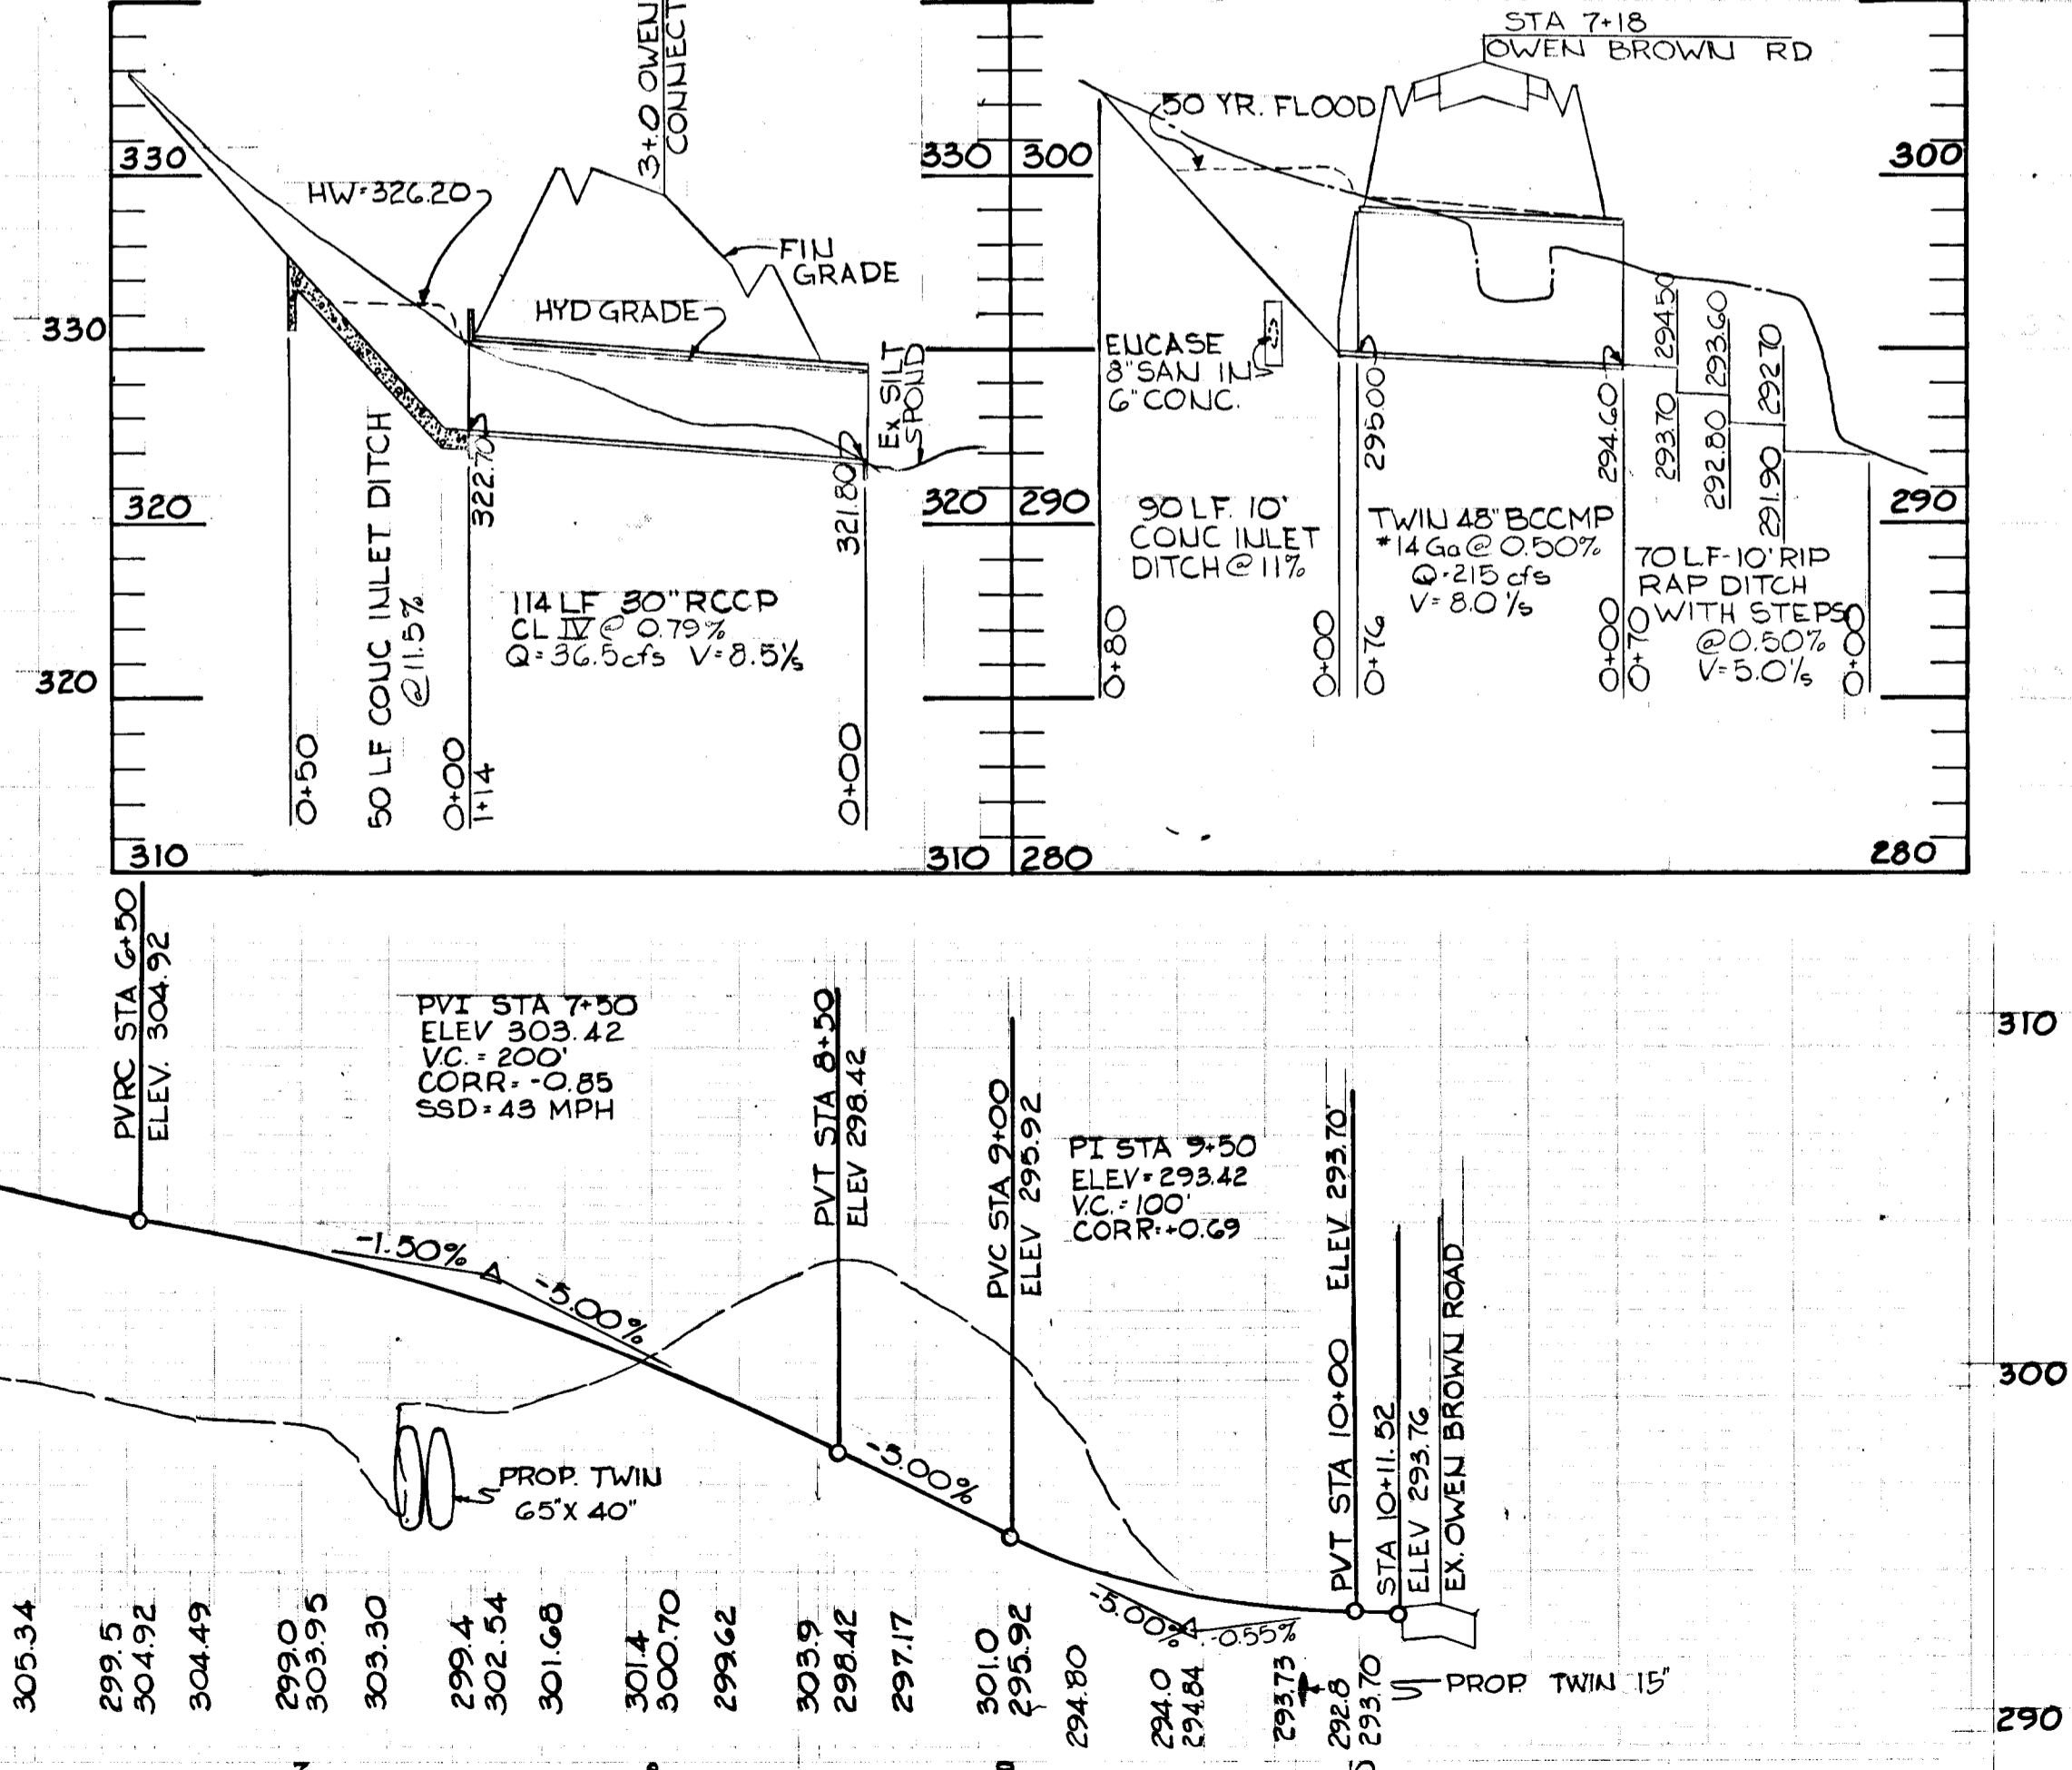 3+.0 OWEN
CONNECT
330
HW=326.20
FIN
GRADE
HYD GRADE
330
EX SILT
POND
50 LF CONC INLET DITCH
@ 11.5%
322.70
321.80
320
320
114 LF 30" RCCP
CL IV @ 0.79%
Q=36.5cfs V=8.5'/s
0+50
0+00
1+14
0+00
310
330
320
310
STA 7+18
OWEN BROWN RD
300
50 YR. FLOOD
300
ENCASE
8" SAN IN
6" CONC.
295.00
294.60
293.70
294.50
292.80
293.60
291.90
292.70
290
290
90 LF. 10'
CONC INLET
DITCH @ 11%
TWIN 48" BCCMP
#14 Ga @ 0.50%
Q=215 cfs
V=8.0'/s
70 LF-10' RIP
RAP DITCH
WITH STEPS
@ 0.50%
V=5.0'/s
0+80
0+00
0+76
0+00
0+70
0+00
280
280
PVRC STA 6+50
ELEV. 304.92
PVI STA 7+50
ELEV 303.42
V.C. = 200'
CORR= -0.85
SSD=43 MPH
PVT STA 8+50
ELEV 298.42
PVC STA 9+00
ELEV 295.92
PI STA 9+50
ELEV=293.42
V.C.=100'
CORR=+0.69
PVT STA 10+00 ELEV 293.70
STA 10+11.52
ELEV 293.76
EX. OWEN BROWN ROAD
310
300
290
-1.50%
-5.00%
-5.00%
-5.00%
-0.55%
PROP. TWIN
65" X 40"
PROP. TWIN 15"
305.34
299.5
304.92
304.49
299.0
303.95
303.30
299.4
302.54
301.68
301.4
300.70
299.62
303.9
298.42
297.17
301.0
295.92
294.80
294.0
294.84
293.73
292.8
293.70